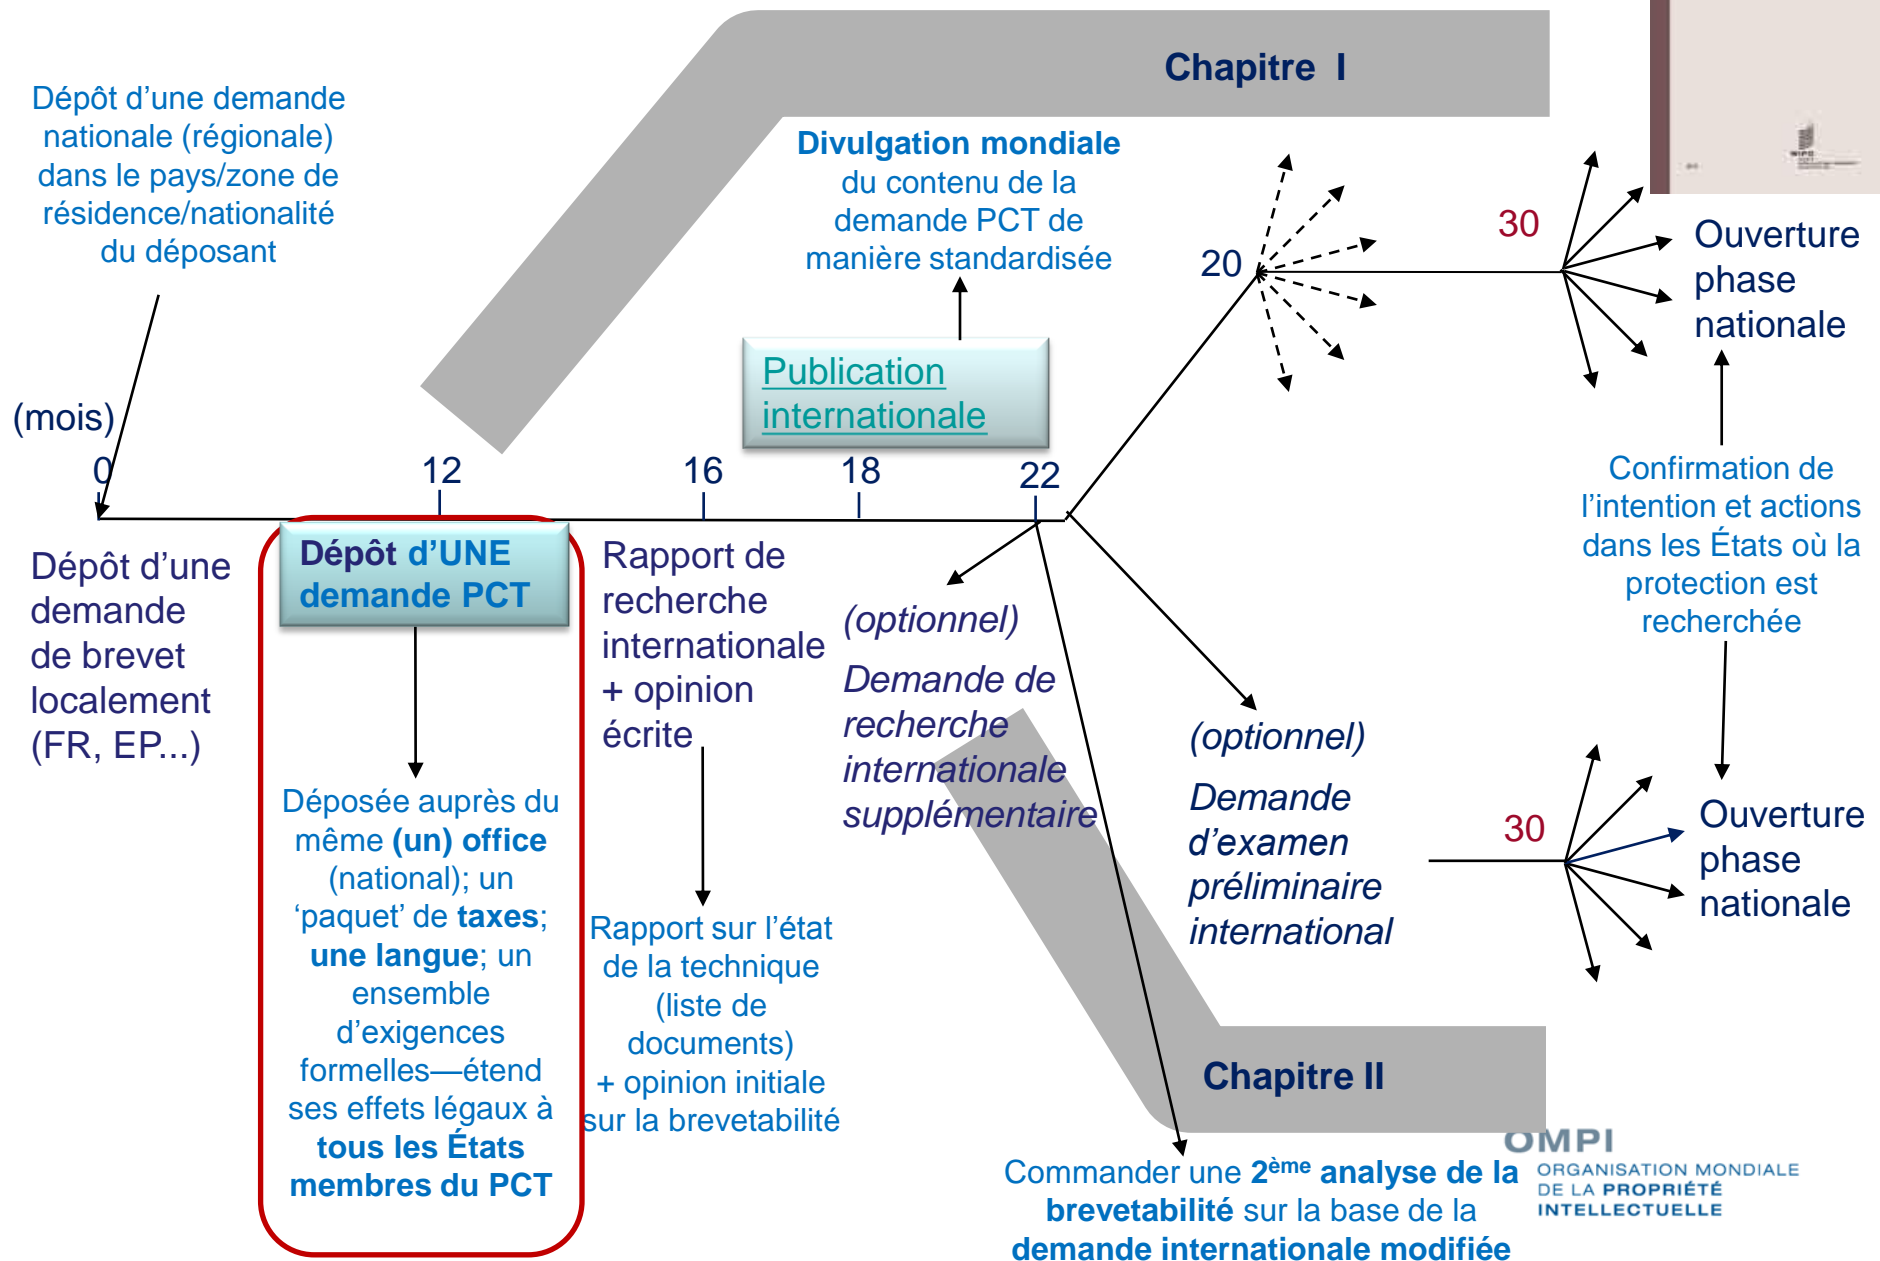 Chapitre I
Dépôt d’une demande
nationale (régionale)
dans le pays/zone de
résidence/nationalité
du déposant
Divulgation mondiale
du contenu de la
demande PCT de
manière standardisée
WIPO
20
30
Ouverture
phase
nationale
Publication
internationale
(mois)
0
12
16
18
22
Dépôt d’une
demande
de brevet
localement
(FR, EP...)
Dépôt d’UNE
demande PCT
Déposée auprès du
même (un) office
(national); un
‘paquet’ de taxes;
une langue; un
ensemble
d’exigences
formelles—étend
ses effets légaux à
tous les États
membres du PCT
Rapport de
recherche
internationale
+ opinion
écrite
Rapport sur l’état
de la technique
(liste de
documents)
+ opinion initiale
sur la brevetabilité
(optionnel)
Demande de
recherche
internationale
supplémentaire
(optionnel)
Demande
d’examen
préliminaire
international
Confirmation de
l’intention et actions
dans les États où la
protection est
recherchée
30
Ouverture
phase
nationale
Chapitre II
Commander une 2ème analyse de la
brevetabilité sur la base de la
demande internationale modifiée
OMPI
ORGANISATION MONDIALE
DE LA PROPRIÉTÉ
INTELLECTUELLE